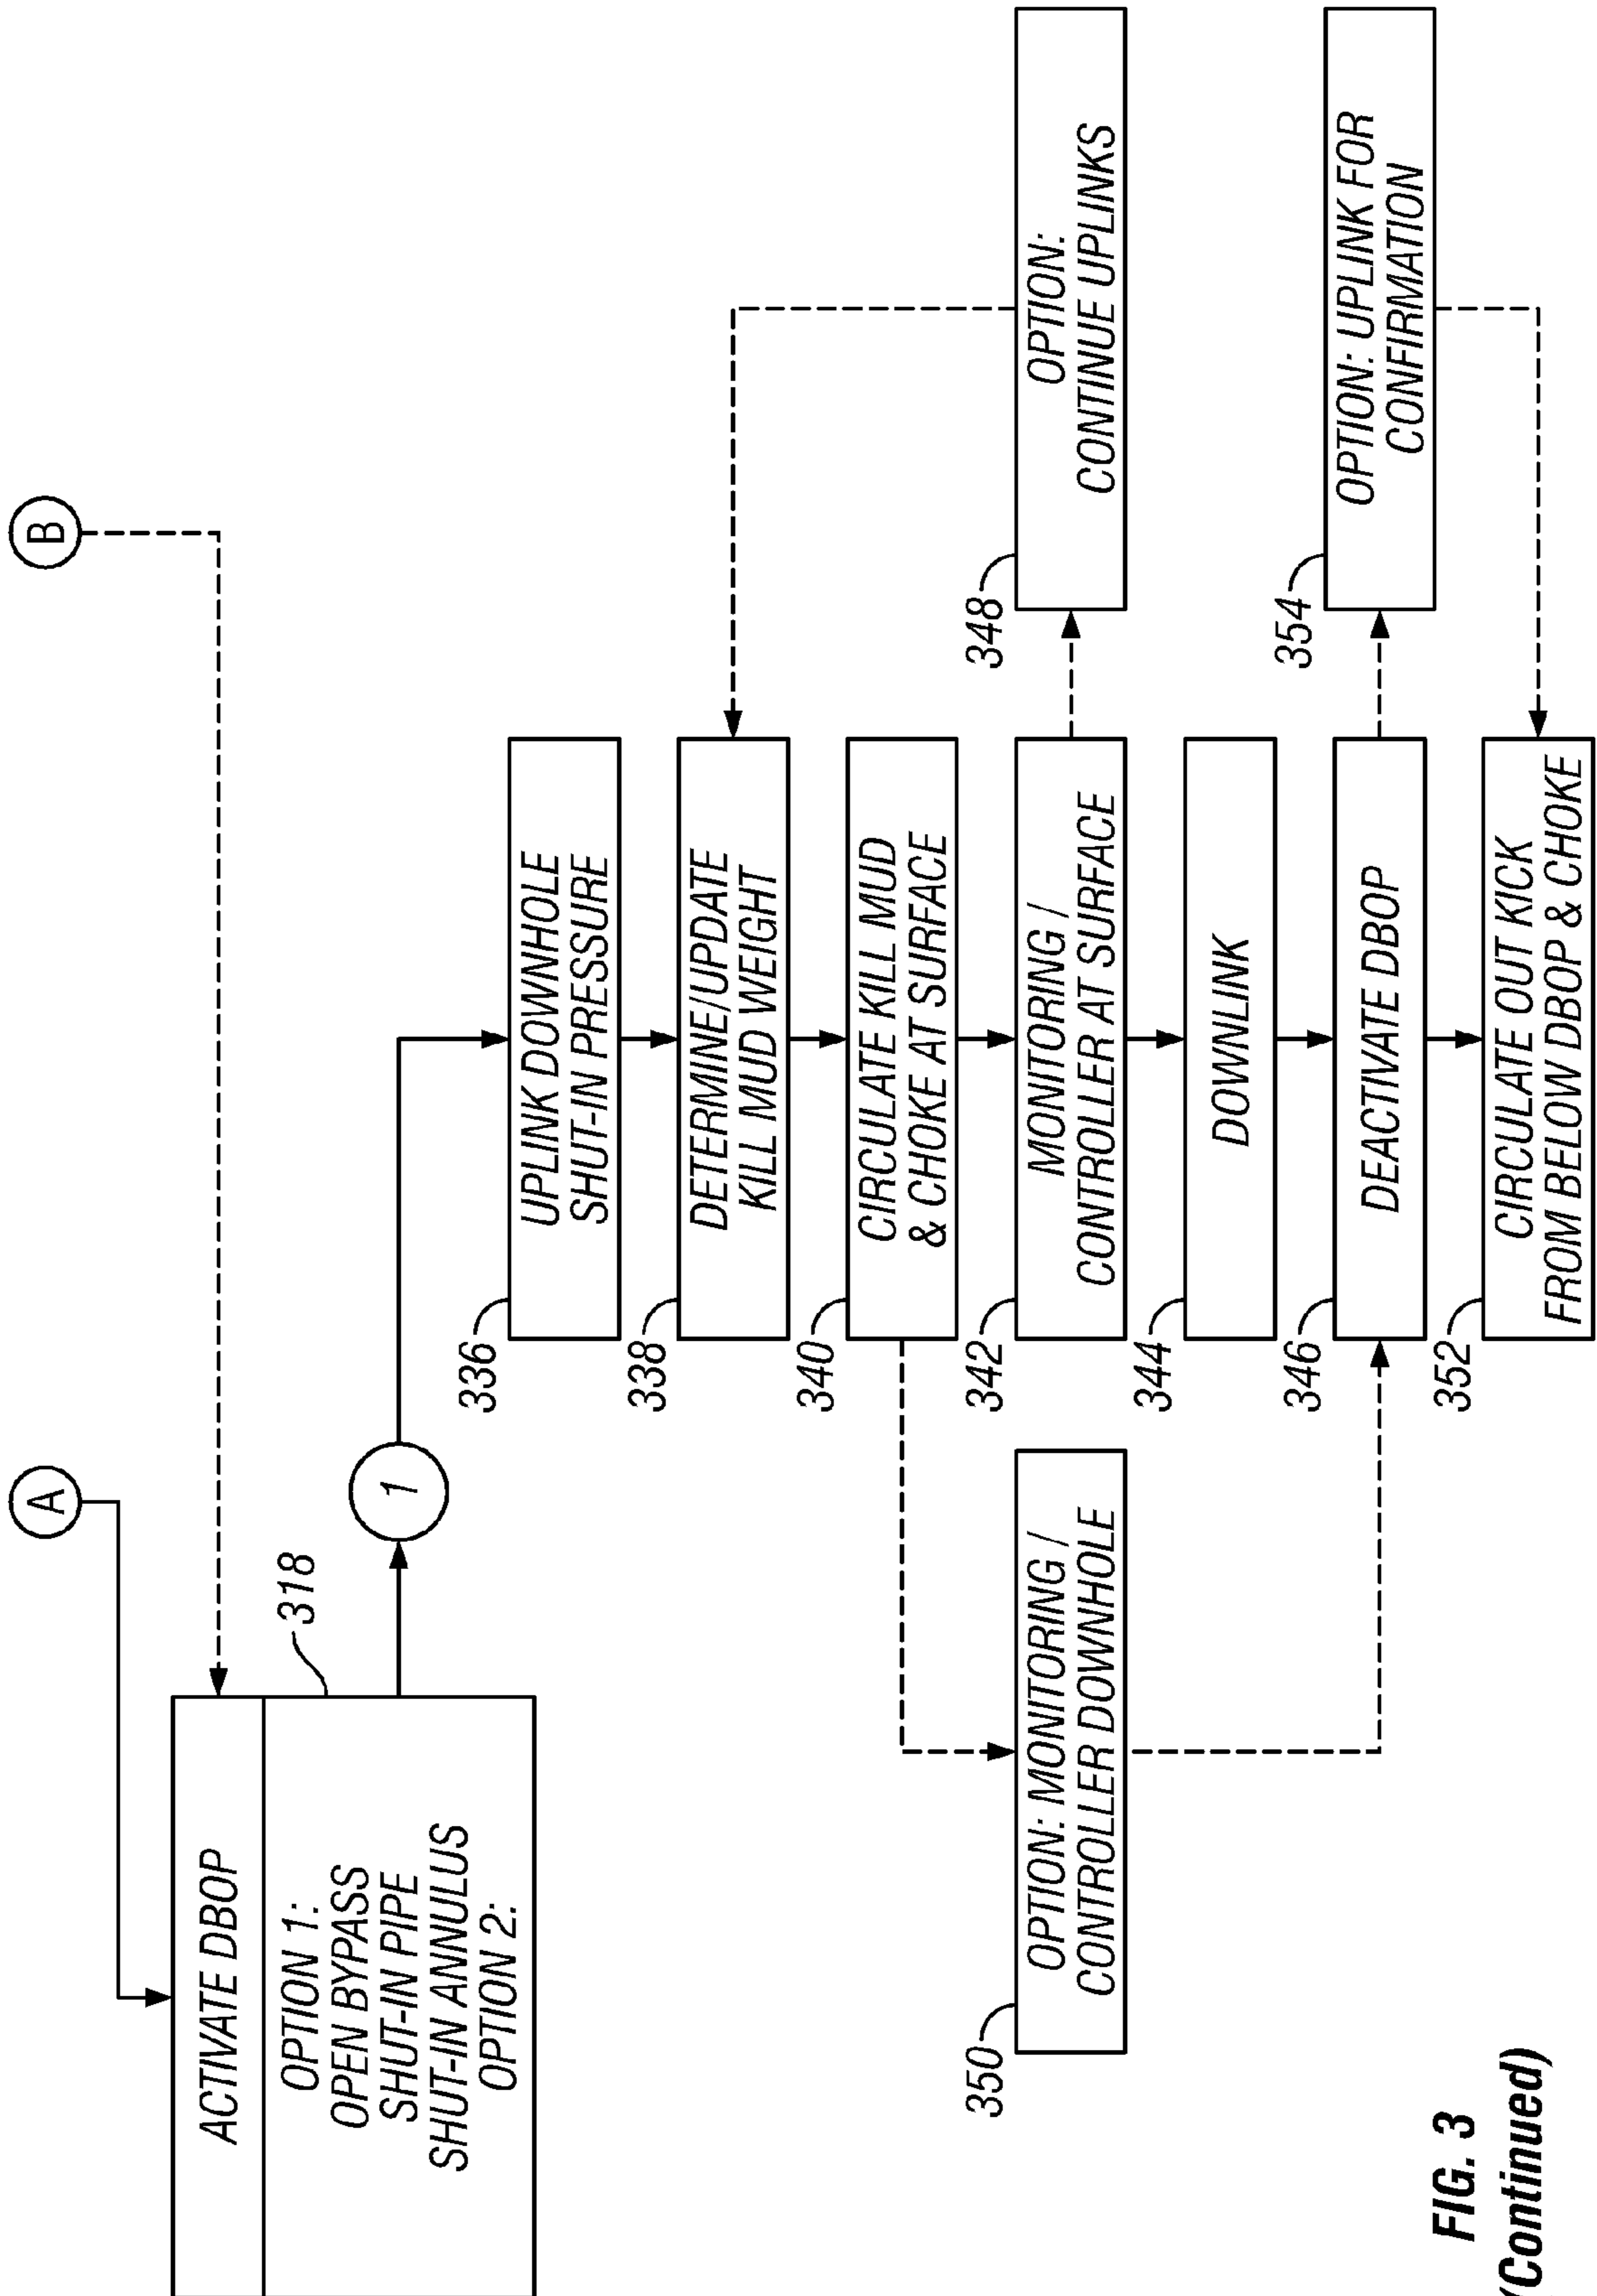 A
B
ACTIVATE DBOP
318
OPTION 1:
OPEN BYPASS
SHUT-IN PIPE
SHUT-IN ANNULUS
OPTION 2:
1
336
UPLINK DOWNHOLE
SHUT-IN PRESSURE
338
DETERMINE/UPDATE
KILL MUD WEIGHT
340
CIRCULATE KILL MUD
& CHOKE AT SURFACE
350
OPTION: MONITORING /
CONTROLLER DOWNHOLE
342
MONITORING /
CONTROLLER AT SURFACE
348
OPTION:
CONTINUE UPLINKS
344
DOWNLINK
346
DEACTIVATE DBOP
354
OPTION: UPLINK FOR
CONFIRMATION
352
CIRCULATE OUT KICK
FROM BELOW DBOP & CHOKE
FIG. 3
(Continued)